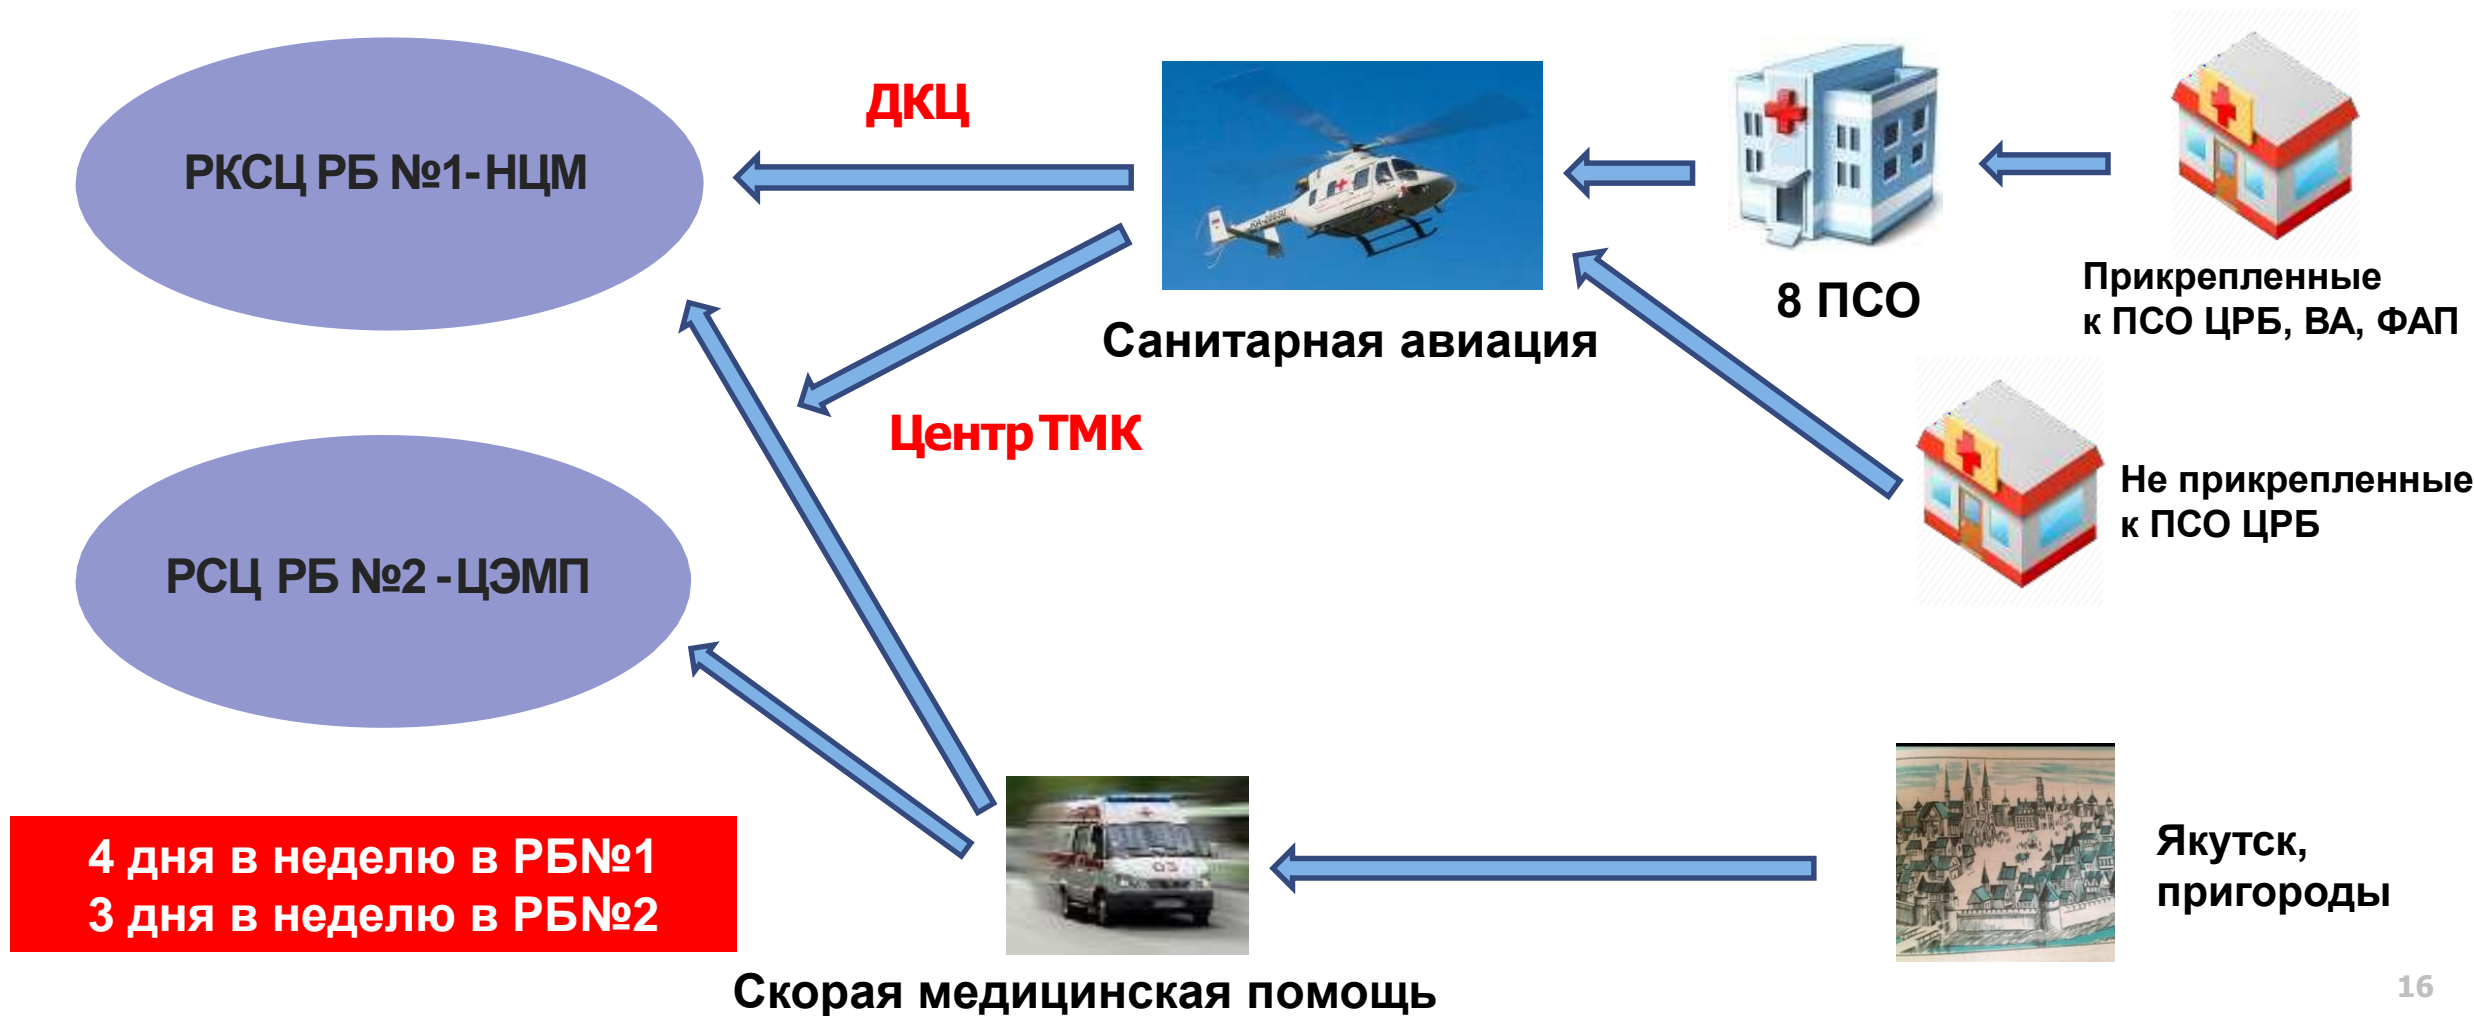 ДКЦ
РКСЦ РБ №1-НЦМ
8 ПСО
Прикрепленные
к ПСО ЦРБ, ВА, ФАП
Санитарная авиация
Центр ТМК
Не прикрепленные
к ПСО ЦРБ
РСЦ РБ №2 -ЦЭМП
4 дня в неделю в РБ№1
3 дня в неделю в РБ№2
03
Якутск,
пригороды
Скорая медицинская помощь
16